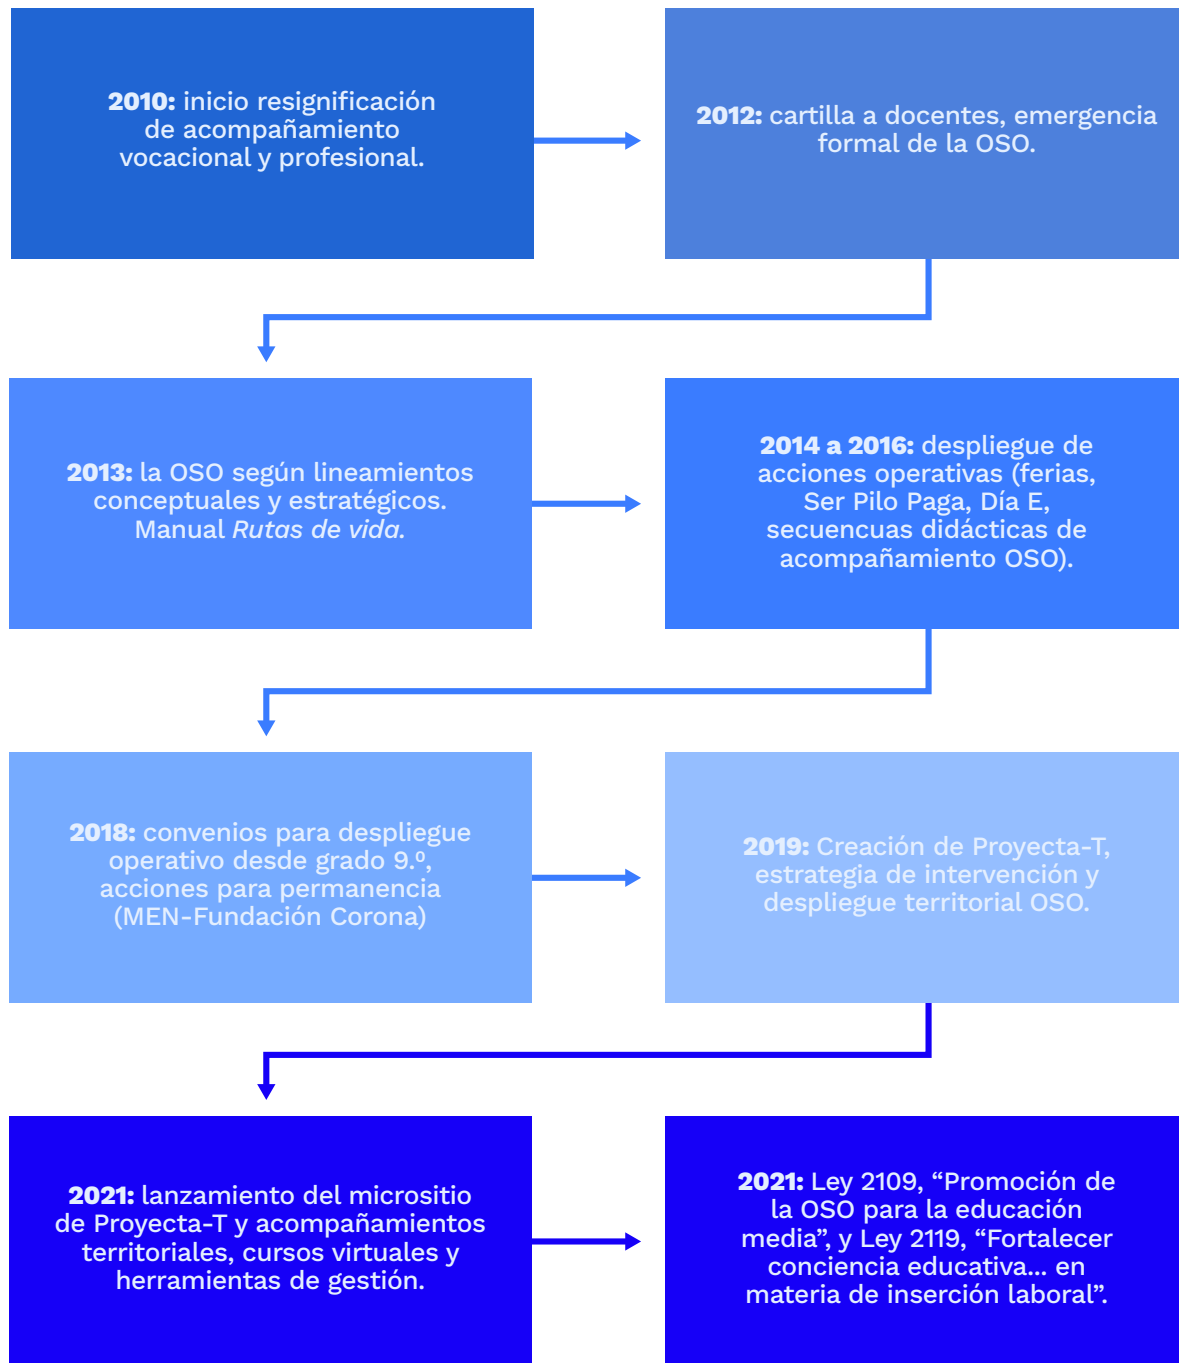 2010: inicio resignificación
de acompañamiento
vocacional y profesional.
2012: cartilla a docentes, emergencia
formal de la OSO.
2013: la OSO según lineamientos
conceptuales y estratégicos.
Manual Rutas de vida.
2014 a 2016: despliegue de
acciones operativas (ferias,
Ser Pilo Paga, Día E,
secuencuas didácticas de
acompañamiento OSO).
2018: convenios para despliegue
operativo desde grado 9.º,
acciones para permanencia
(MEN-Fundación Corona)
2019: Creación de Proyecta-T,
estrategia de intervención y
despliegue territorial OSO.
2021: lanzamiento del micrositio
de Proyecta-T y acompañamientos
territoriales, cursos virtuales y
herramientas de gestión.
2021: Ley 2109, “Promoción de
la OSO para la educación
media”, y Ley 2119, “Fortalecer
conciencia educativa... en
materia de inserción laboral”.